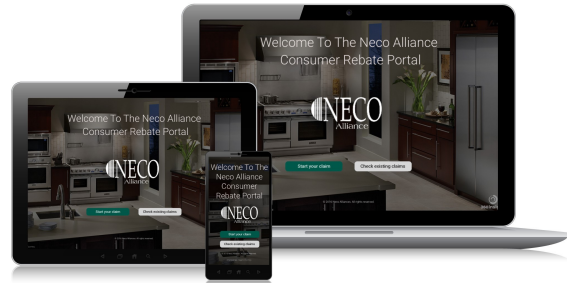 Welcome To The Neco Alliance
Consumer Rebate Portal
NECO
Alliance
Start your claim
Check existing claims
Welcome To The Neco Alliance
Consumer Rebate Portal
NECO
Alliance
Start your claim
Check existing claims
Welcome To The
Neco Alliance
Consumer
Rebate Portal
NECO
Alliance
Start your claim
Check existing claims